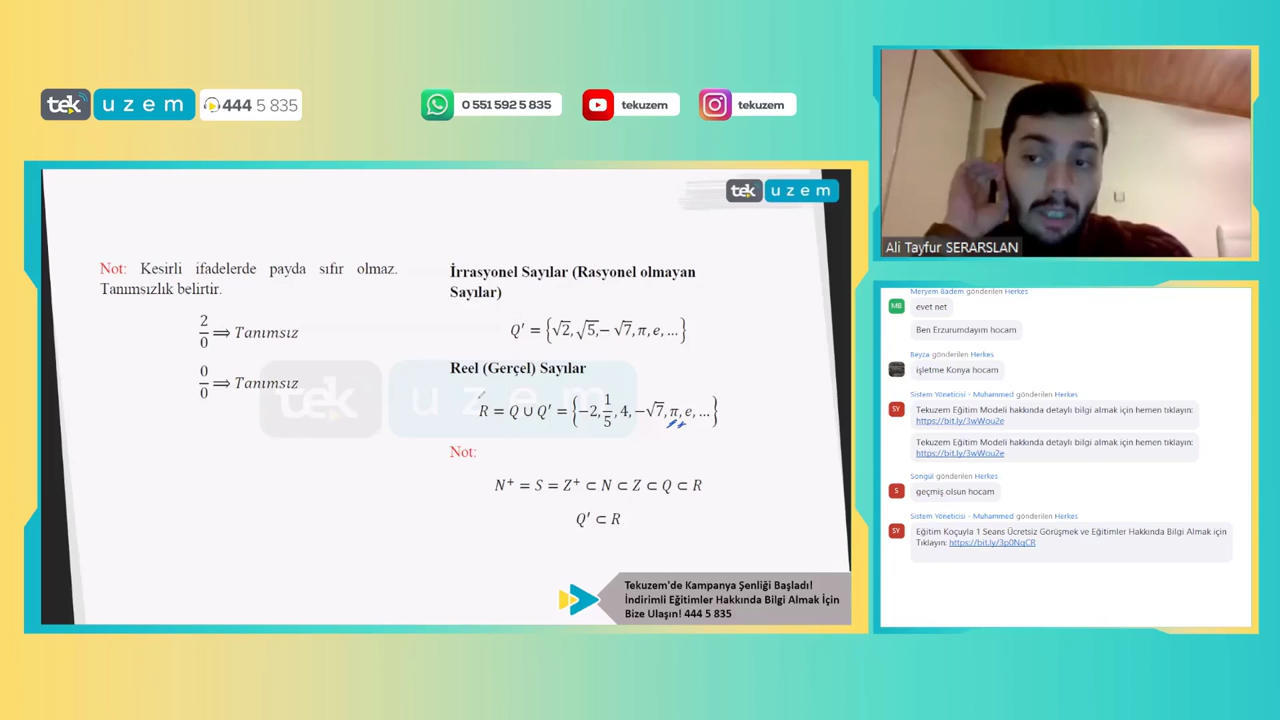 tek uzem 444 5 835
0 551 592 5 835
tekuzem
tekuzem
tek uzem
Not: Kesirli ifadelerde payda sıfır olmaz.
Tanımsızlık belirtir.
2/0 ⟹ Tanımsız
0/0 ⟹ Tanımsız
tek uzem
İrrasyonel Sayılar (Rasyonel olmayan
Sayılar)
Q′ = {√2, √5, − √7, π, e, … }
Reel (Gerçel) Sayılar
R = Q ∪ Q′ = {−2, 1/5, 4, −√7, π, e, … }
Not:
N⁺ = S = Z⁺ ⊂ N ⊂ Z ⊂ Q ⊂ R
Q′ ⊂ R
Tekuzem'de Kampanya Şenliği Başladı!
İndirimli Eğitimler Hakkında Bilgi Almak İçin
Bize Ulaşın! 444 5 835
Ali Tayfur SERARSLAN
Meryem Badem gönderilen Herkes
MB evet net
Ben Erzurumdayım hocam
Beyza gönderilen Herkes
işletme Konya hocam
Sistem Yöneticisi - Muhammed gönderilen Herkes
SY Tekuzem Eğitim Modeli hakkında detaylı bilgi almak için hemen tıklayın:
https://bit.ly/3wWou2e
Tekuzem Eğitim Modeli hakkında detaylı bilgi almak için hemen tıklayın:
https://bit.ly/3wWou2e
Songül gönderilen Herkes
S geçmiş olsun hocam
Sistem Yöneticisi - Muhammed gönderilen Herkes
SY Eğitim Koçuyla 1 Seans Ücretsiz Görüşmek ve Eğitimler Hakkında Bilgi Almak için
Tıklayın: https://bit.ly/3p0NqCR